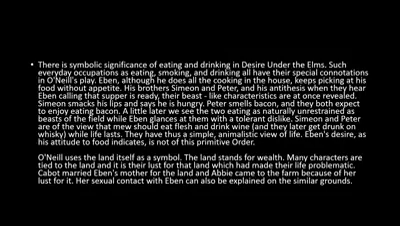 • There is symbolic significance of eating and drinking in Desire Under the Elms. Such
everyday occupations as eating, smoking, and drinking all have their special connotations
in O'Neill's play. Eben, although he does all the cooking in the house, keeps picking at his
food without appetite. His brothers Simeon and Peter, and his antithesis when they hear
Eben calling that supper is ready, their beast - like characteristics are at once revealed.
Simeon smacks his lips and says he is hungry. Peter smells bacon, and they both expect
to enjoy eating bacon. A little later we see the two eating as naturally unrestrained as
beasts of the field while Eben glances at them with a tolerant dislike. Simeon and Peter
are of the view that mew should eat flesh and drink wine (and they later get drunk on
whisky) while life lasts. They have thus a simple, animalistic view of life. Eben's desire, as
his attitude to food indicates, is not of this primitive Order.
O'Neill uses the land itself as a symbol. The land stands for wealth. Many characters are
tied to the land and it is their lust for that land which had made their life problematic.
Cabot married Eben's mother for the land and Abbie came to the farm because of her
lust for it. Her sexual contact with Eben can also be explained on the similar grounds.